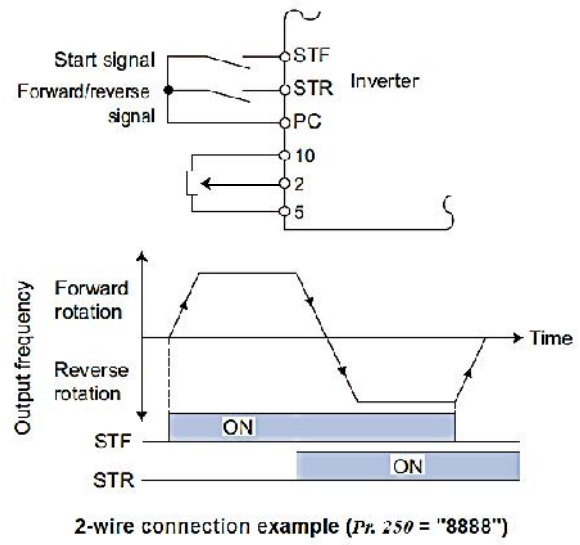 Start signal
STF
Forward/reverse signal
STR
Inverter
PC
10
2
5
Output frequency
Forward rotation
Reverse rotation
Time
STF
ON
STR
ON
2-wire connection example (Pr. 250 = "8888")